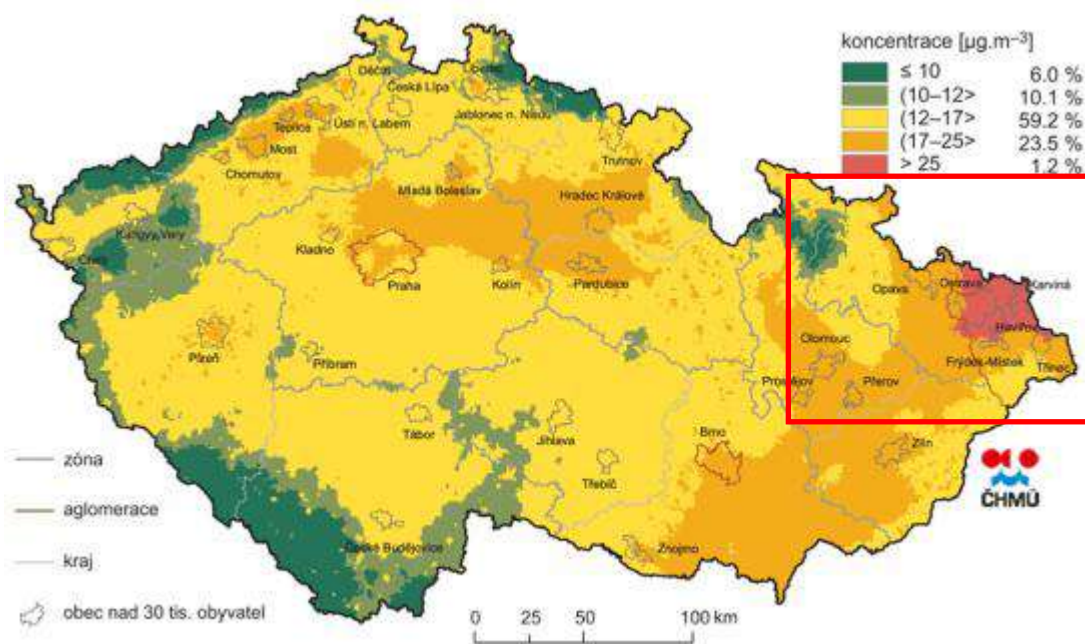 koncentrace [µg.m⁻³]
≤ 10 6.0 %
(10–12> 10.1 %
(12–17> 59.2 %
(17–25> 23.5 %
> 25 1.2 %
Děčín
Česká Lípa
Liberec
Teplice
Ústí n. Labem
Jablonec n. Nisou
Most
Chomutov
Trutnov
Mladá Boleslav
Hradec Králové
Karlovy Vary
Cheb
Kladno
Praha
Kolín
Pardubice
Opava
Ostrava
Karviná
Havířov
Olomouc
Frýdek-Místek
Třinec
Plzeň
Příbram
Prostějov
Přerov
Tábor
Jihlava
Brno
Zlín
Třebíč
ČHMÚ
České Budějovice
Znojmo
zóna
aglomerace
kraj
obec nad 30 tis. obyvatel
0 25 50 100 km